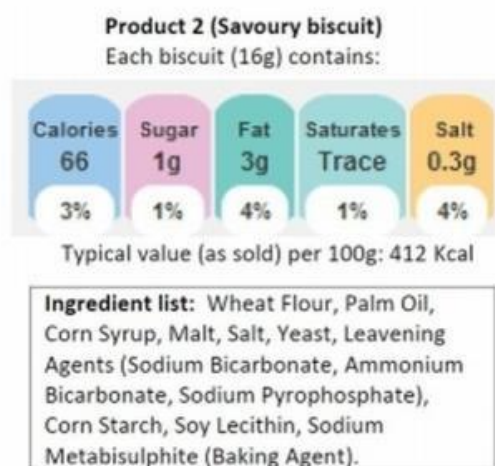 Product 2 (Savoury biscuit)
Each biscuit (16g) contains:
Calories Sugar Fat Saturates Salt
66 1g 3g Trace 0.3g
3% 1% 4% 1% 4%
Typical value (as sold) per 100g: 412 Kcal
Ingredient list: Wheat Flour, Palm Oil,
Corn Syrup, Malt, Salt, Yeast, Leavening
Agents (Sodium Bicarbonate, Ammonium
Bicarbonate, Sodium Pyrophosphate),
Corn Starch, Soy Lecithin, Sodium
Metabisulphite (Baking Agent).